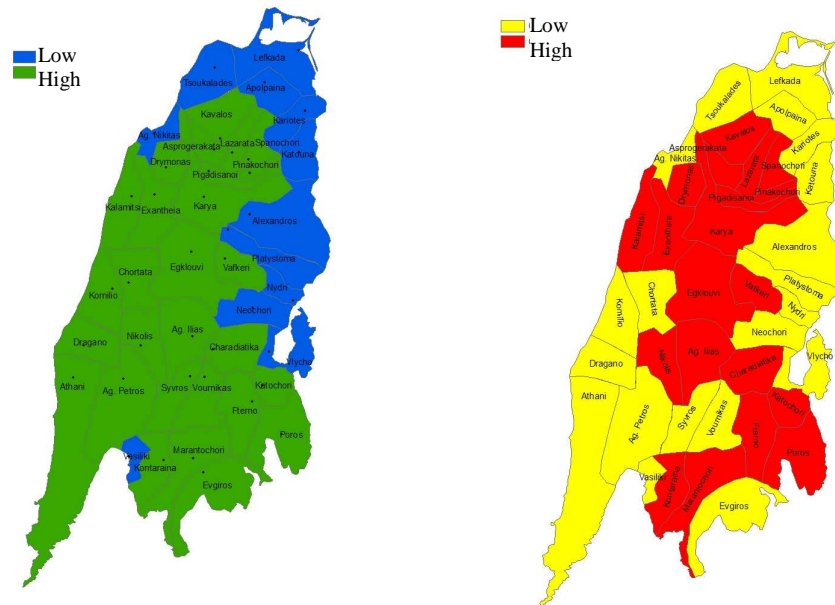 Low
High
Lefkada
Tsoukalades
Apolpaina
Kavalos
Kariotes
Ag. Nikitas
Asprogerakata
Lazarata
Spanochori
Katouna
Drymonas
Pinakochori
Pigadisanoi
Kalamitsi
Exantheia
Karya
Alexandros
Platystoma
Egklouvi
Vafkeri
Chortata
Nydri
Komilio
Neochori
Ag. Ilias
Nikolis
Dragano
Charadiatika
Vlycho
Athani
Ag. Petros
Syvros
Vournikas
Katochori
Fterno
Poros
Vasiliki
Marantochori
Kontaraina
Evgiros
Low
High
Lefkada
Tsoukalades
Apolpaina
Kavalos
Kariotes
Asprogerakata
Ag. Nikitas
Lazarata
Spanochori
Katouna
Drymonas
Pinakochori
Pigadisanoi
Kalamitsi
Exantheia
Karya
Alexandros
Platystoma
Egklouvi
Vafkeri
Nydri
Chortata
Komilio
Neochori
Ag. Ilias
Nikolis
Dragano
Charadiatika
Vlycho
Athani
Ag. Petros
Syvros
Vournikas
Katochori
Fterno
Poros
Vasiliki
Kontaraina
Marantochori
Evgiros